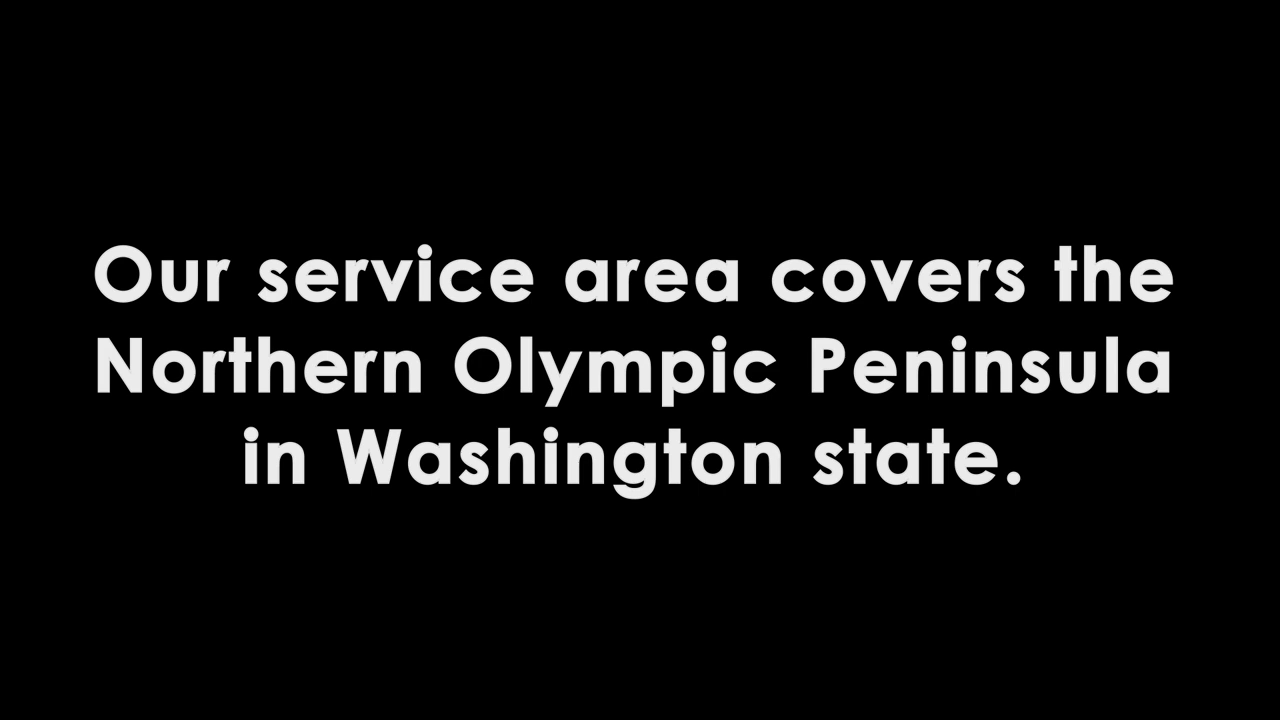 Our service area covers the
Northern Olympic Peninsula
in Washington state.